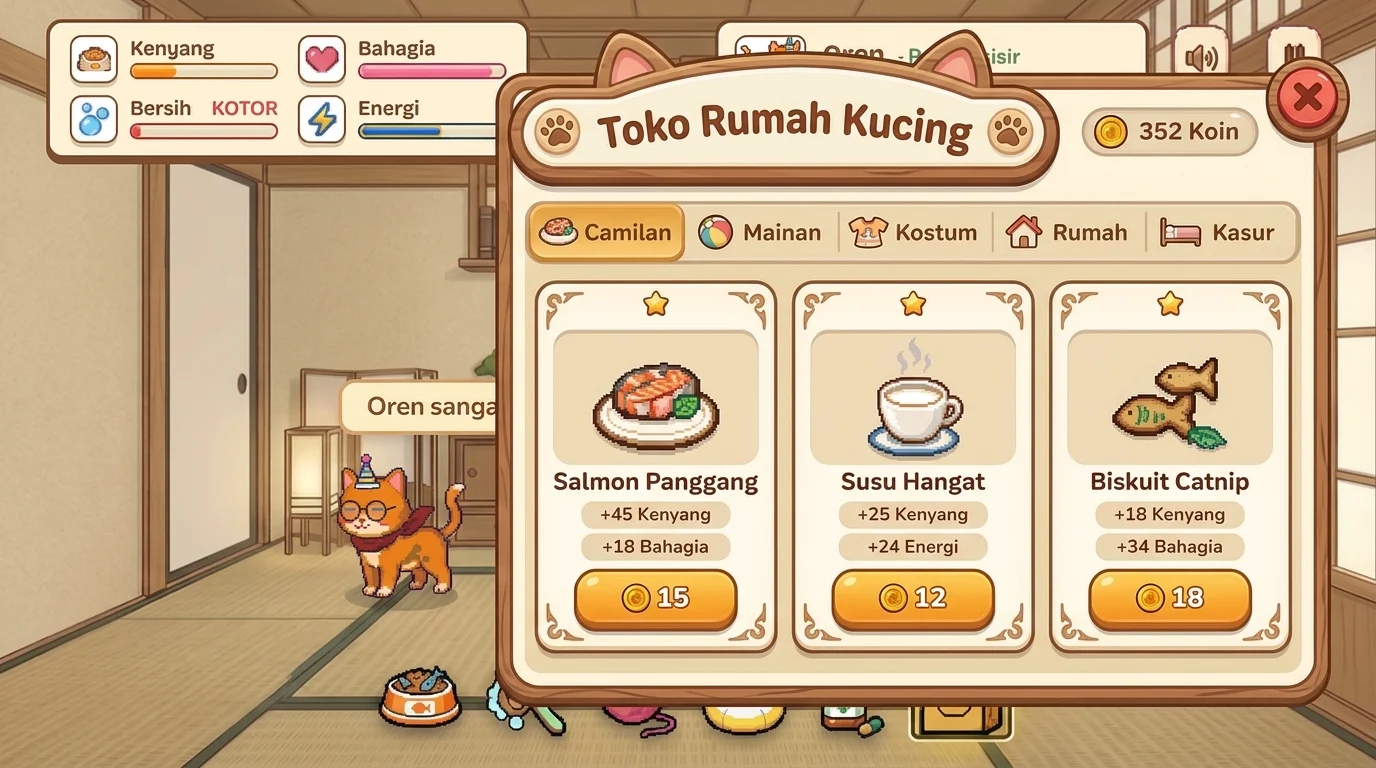 Kenyang
Bahagia
Bersih KOTOR
Energi
Toko Rumah Kucing
352 Koin
Camilan
Mainan
Kostum
Rumah
Kasur
Oren sanga
Salmon Panggang
+45 Kenyang
+18 Bahagia
15
Susu Hangat
+25 Kenyang
+24 Energi
12
Biskuit Catnip
+18 Kenyang
+34 Bahagia
18